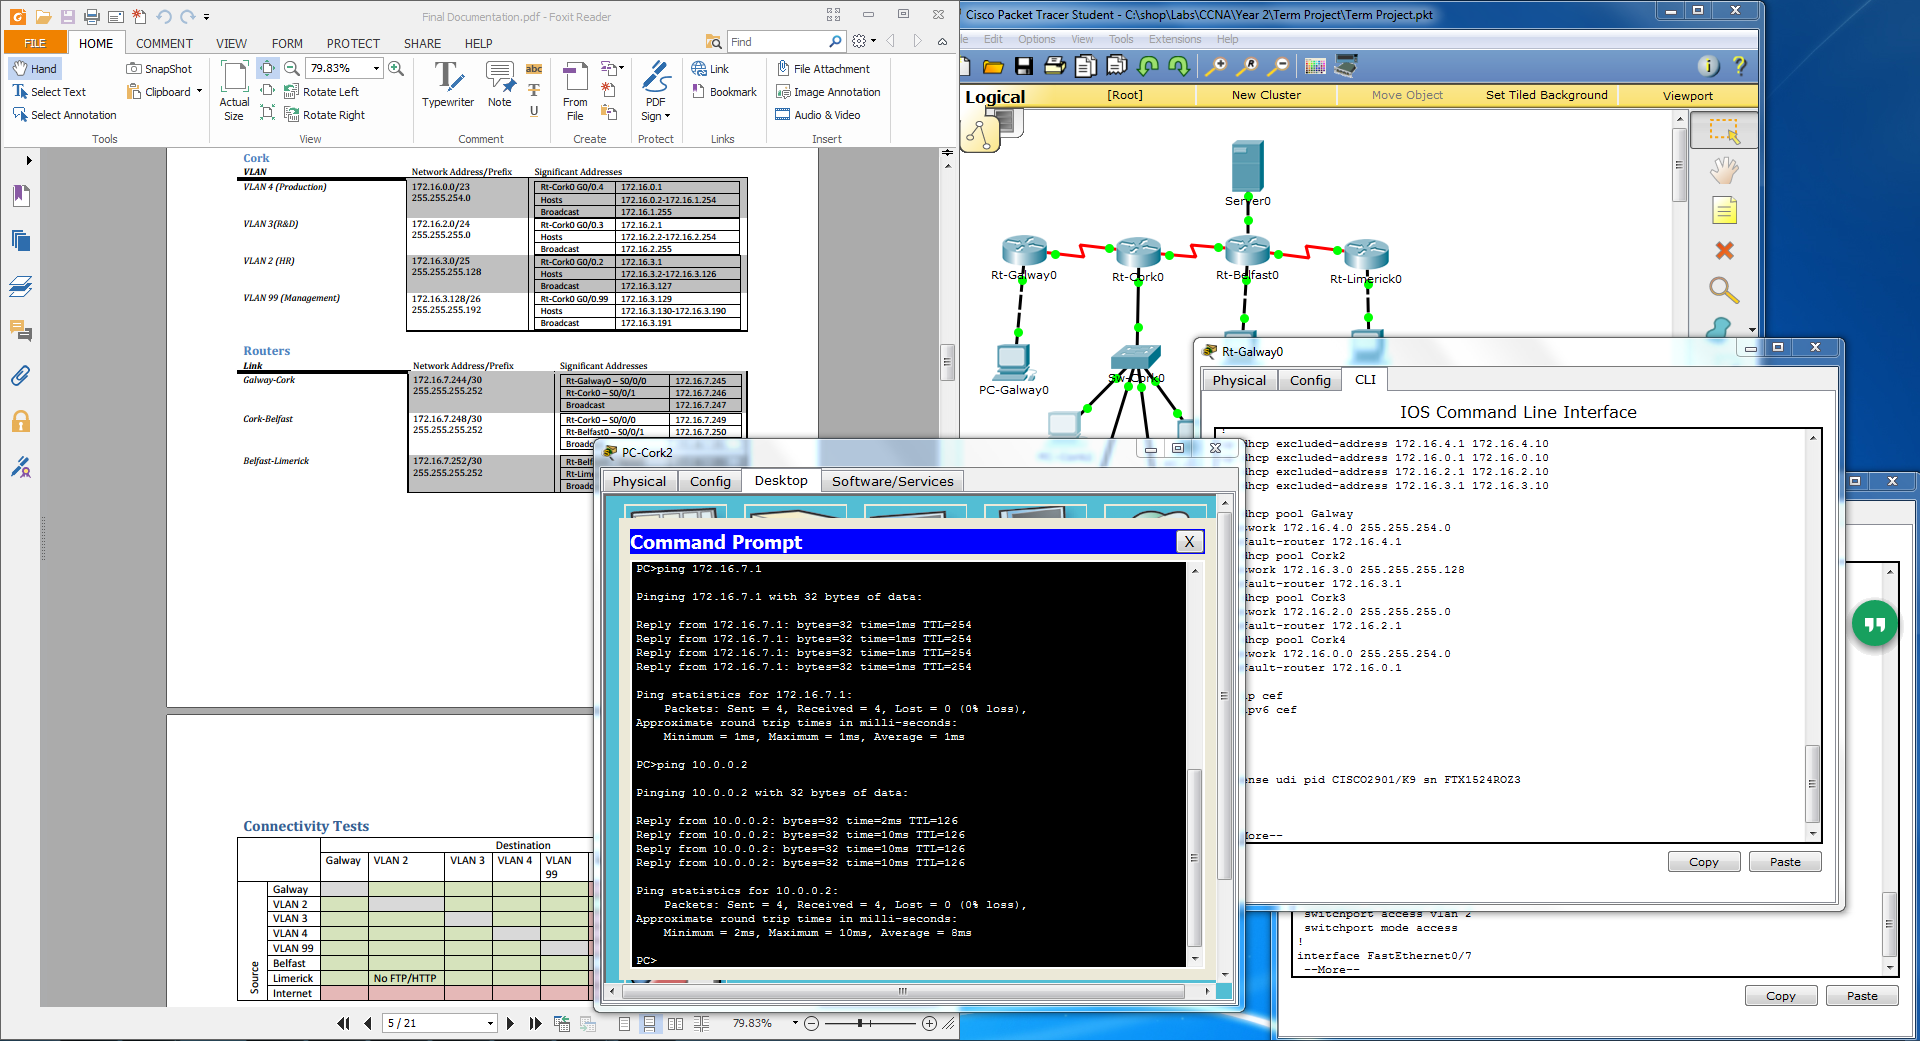 Final Documentation.pdf - Foxit Reader
FILE
HOME
COMMENT
VIEW
FORM
PROTECT
SHARE
HELP
Find
Hand
Select Text
Select Annotation
Tools
SnapShot
Clipboard
Actual Size
79.83%
Rotate Left
Rotate Right
View
Typewriter
Note
Comment
From File
Create
PDF Sign
Protect
Link
Bookmark
Links
File Attachment
Image Annotation
Audio & Video
Insert
Cork
VLAN Network Address/Prefix Significant Addresses
VLAN 4 (Production) 172.16.0.0/23 Rt-Cork0 G0/0.4 172.16.0.1
255.255.254.0 Hosts 172.16.0.2-172.16.1.254
Broadcast 172.16.1.255
VLAN 3(R&D) 172.16.2.0/24 Rt-Cork0 G0/0.3 172.16.2.1
255.255.255.0 Hosts 172.16.2.2-172.16.2.254
Broadcast 172.16.2.255
VLAN 2 (HR) 172.16.3.0/25 Rt-Cork0 G0/0.2 172.16.3.1
255.255.255.128 Hosts 172.16.3.2-172.16.3.126
Broadcast 172.16.3.127
VLAN 99 (Management) 172.16.3.128/26 Rt-Cork0 G0/0.99 172.16.3.129
255.255.255.192 Hosts 172.16.3.130-172.16.3.190
Broadcast 172.16.3.191
Routers
Link Network Address/Prefix Significant Addresses
Galway-Cork 172.16.7.244/30 Rt-Galway0 – S0/0/0 172.16.7.245
255.255.255.252 Rt-Cork0 – S0/0/1 172.16.7.246
Broadcast 172.16.7.247
Cork-Belfast 172.16.7.248/30 Rt-Cork0 – S0/0/0 172.16.7.249
255.255.255.252 Rt-Belfast0 – S0/0/1 172.16.7.250
Broadc
Belfast-Limerick 172.16.7.252/30 Rt-Belf
255.255.255.252 Rt-Lime
Broadc
Connectivity Tests
Destination
Galway VLAN 2 VLAN 3 VLAN 4 VLAN 99
Source
Galway
VLAN 2
VLAN 3
VLAN 4
VLAN 99
Belfast
Limerick No FTP/HTTP
Internet
5 / 21
79.83%
Cisco Packet Tracer Student - C:\shop\Labs\CCNA\Year 2\Term Project\Term Project.pkt
le Edit Options View Tools Extensions Help
Logical [Root] New Cluster Move Object Set Tiled Background Viewport
Server0
Rt-Galway0
Rt-Cork0
Rt-Belfast0
Rt-Limerick0
PC-Galway0
Sw-Cork0
PC-Cork2
PC-Cork2
Physical Config Desktop Software/Services
Command Prompt
X
PC>ping 172.16.7.1
Pinging 172.16.7.1 with 32 bytes of data:
Reply from 172.16.7.1: bytes=32 time=1ms TTL=254
Reply from 172.16.7.1: bytes=32 time=1ms TTL=254
Reply from 172.16.7.1: bytes=32 time=1ms TTL=254
Reply from 172.16.7.1: bytes=32 time=1ms TTL=254
Ping statistics for 172.16.7.1:
Packets: Sent = 4, Received = 4, Lost = 0 (0% loss),
Approximate round trip times in milli-seconds:
Minimum = 1ms, Maximum = 1ms, Average = 1ms
PC>ping 10.0.0.2
Pinging 10.0.0.2 with 32 bytes of data:
Reply from 10.0.0.2: bytes=32 time=2ms TTL=126
Reply from 10.0.0.2: bytes=32 time=10ms TTL=126
Reply from 10.0.0.2: bytes=32 time=10ms TTL=126
Reply from 10.0.0.2: bytes=32 time=10ms TTL=126
Ping statistics for 10.0.0.2:
Packets: Sent = 4, Received = 4, Lost = 0 (0% loss),
Approximate round trip times in milli-seconds:
Minimum = 2ms, Maximum = 10ms, Average = 8ms
PC>
Rt-Galway0
Physical Config CLI
IOS Command Line Interface
!
dhcp excluded-address 172.16.4.1 172.16.4.10
dhcp excluded-address 172.16.0.1 172.16.0.10
dhcp excluded-address 172.16.2.1 172.16.2.10
dhcp excluded-address 172.16.3.1 172.16.3.10
dhcp pool Galway
work 172.16.4.0 255.255.254.0
fault-router 172.16.4.1
dhcp pool Cork2
work 172.16.3.0 255.255.255.128
fault-router 172.16.3.1
dhcp pool Cork3
work 172.16.2.0 255.255.255.0
fault-router 172.16.2.1
dhcp pool Cork4
work 172.16.0.0 255.255.254.0
fault-router 172.16.0.1
p cef
pv6 cef
ense udi pid CISCO2901/K9 sn FTX1524ROZ3
More--
Copy Paste
switchport access vlan 2
switchport mode access
!
interface FastEthernet0/7
--More--
Copy Paste